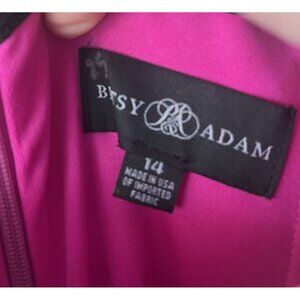 BETSY ADAM
14
MADE IN USA
OF IMPORTED
FABRIC